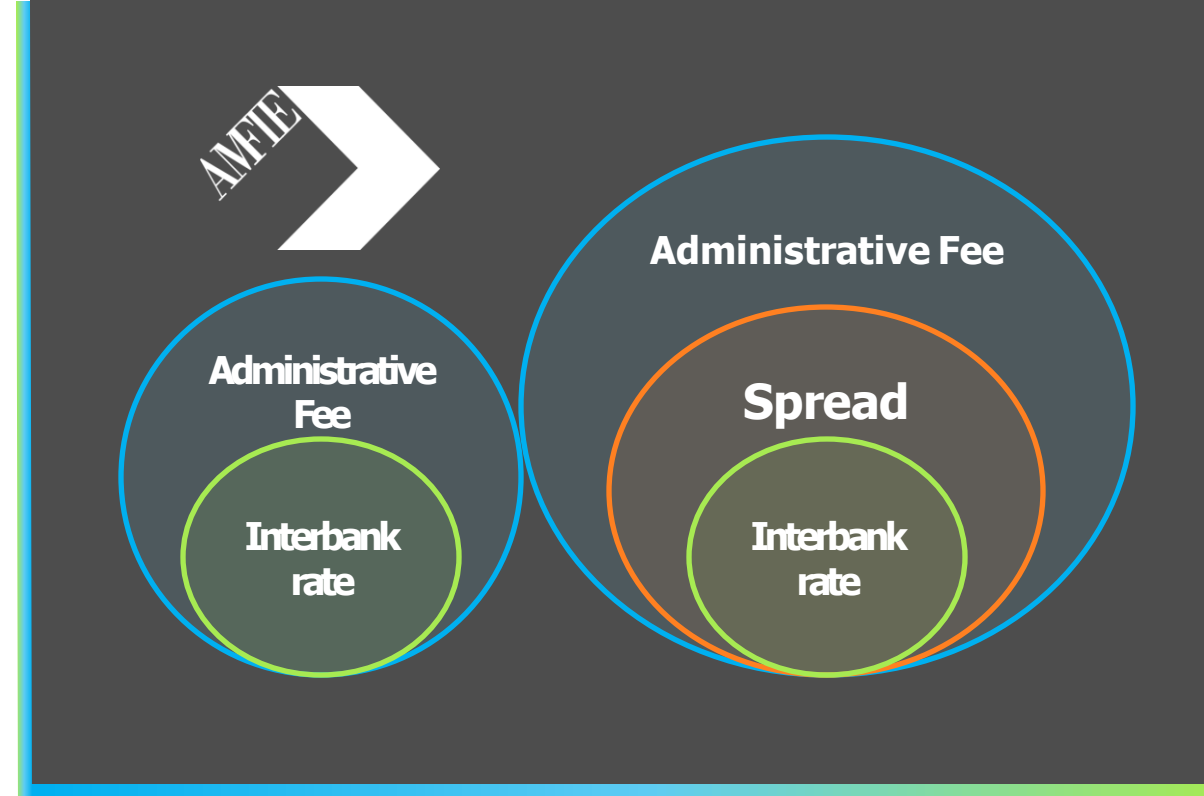 AMFIE
Administrative
Fee
Interbank
rate
Administrative Fee
Spread
Interbank
rate